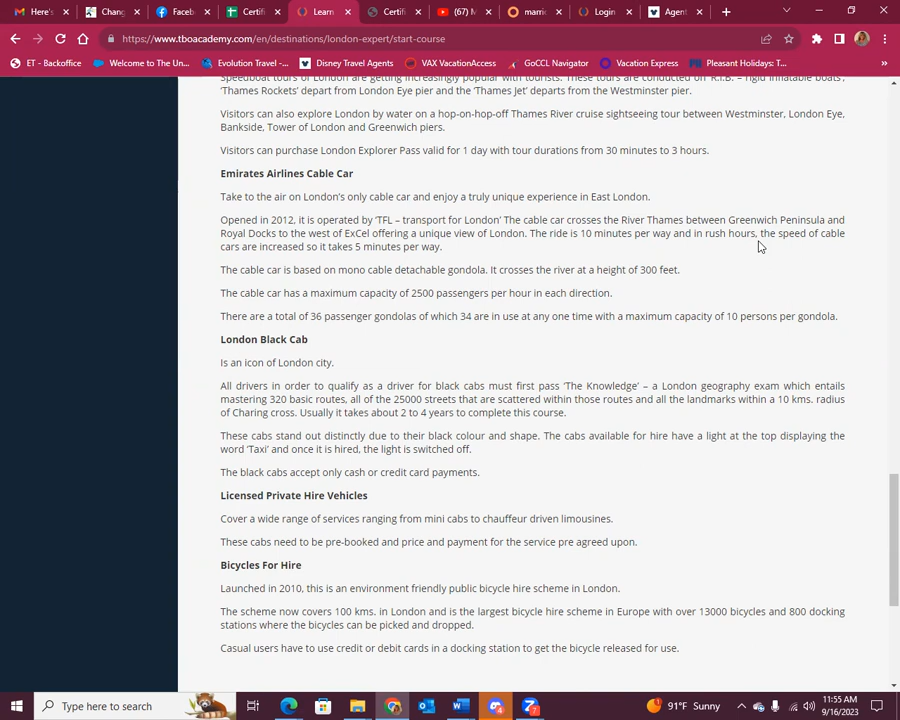 Here's
Chang
Faceb
Certifi
Learn
Certifi
(67) M
marri
Login
Agent
https://www.tboacademy.com/en/destinations/london-expert/start-course
ET - Backoffice
Welcome to The Un...
Evolution Travel -...
Disney Travel Agents
VAX VacationAccess
GoCCL Navigator
Vacation Express
Pleasant Holidays: T...
Speedboat tours of London are getting increasingly popular with tourists. These tours are conducted on 'R.I.B. – rigid inflatable boats',
'Thames Rockets' depart from London Eye pier and the 'Thames Jet' departs from the Westminster pier.
Visitors can also explore London by water on a hop-on-hop-off Thames River cruise sightseeing tour between Westminster, London Eye,
Bankside, Tower of London and Greenwich piers.
Visitors can purchase London Explorer Pass valid for 1 day with tour durations from 30 minutes to 3 hours.
Emirates Airlines Cable Car
Take to the air on London's only cable car and enjoy a truly unique experience in East London.
Opened in 2012, it is operated by 'TFL – transport for London' The cable car crosses the River Thames between Greenwich Peninsula and
Royal Docks to the west of ExCel offering a unique view of London. The ride is 10 minutes per way and in rush hours, the speed of cable
cars are increased so it takes 5 minutes per way.
The cable car is based on mono cable detachable gondola. It crosses the river at a height of 300 feet.
The cable car has a maximum capacity of 2500 passengers per hour in each direction.
There are a total of 36 passenger gondolas of which 34 are in use at any one time with a maximum capacity of 10 persons per gondola.
London Black Cab
Is an icon of London city.
All drivers in order to qualify as a driver for black cabs must first pass 'The Knowledge' – a London geography exam which entails
mastering 320 basic routes, all of the 25000 streets that are scattered within those routes and all the landmarks within a 10 kms. radius
of Charing cross. Usually it takes about 2 to 4 years to complete this course.
These cabs stand out distinctly due to their black colour and shape. The cabs available for hire have a light at the top displaying the
word 'Taxi' and once it is hired, the light is switched off.
The black cabs accept only cash or credit card payments.
Licensed Private Hire Vehicles
Cover a wide range of services ranging from mini cabs to chauffeur driven limousines.
These cabs need to be pre-booked and price and payment for the service pre agreed upon.
Bicycles For Hire
Launched in 2010, this is an environment friendly public bicycle hire scheme in London.
The scheme now covers 100 kms. in London and is the largest bicycle hire scheme in Europe with over 13000 bicycles and 800 docking
stations where the bicycles can be picked and dropped.
Casual users have to use credit or debit cards in a docking station to get the bicycle released for use.
Type here to search
91°F Sunny
11:55 AM
9/16/2023